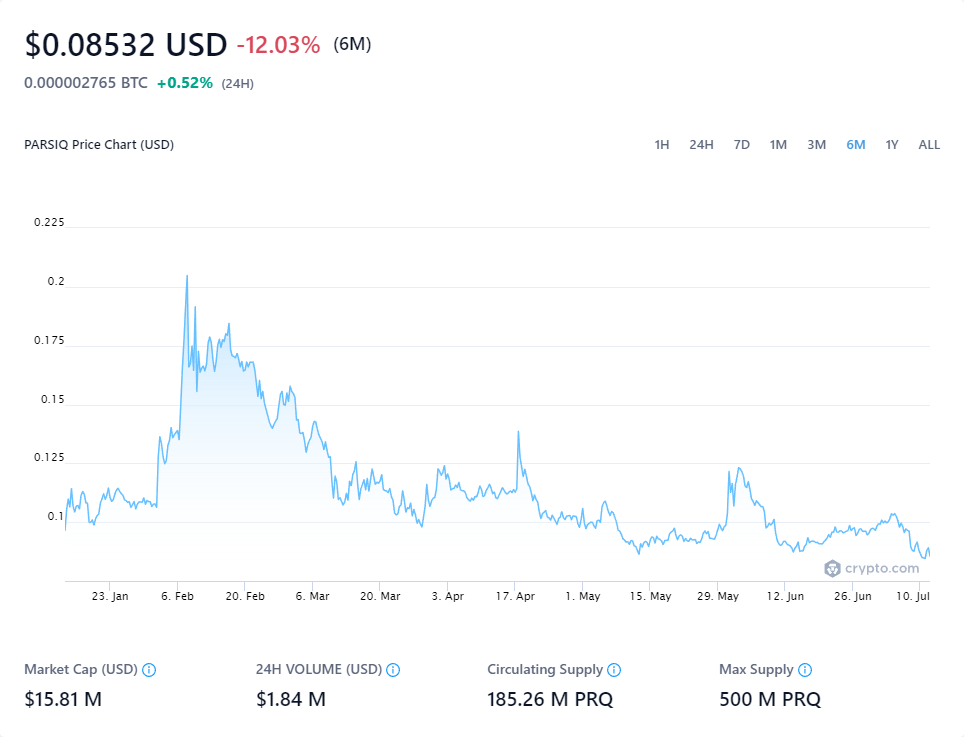 $0.08532 USD -12.03% (6M)
0.000002765 BTC +0.52% (24H)
PARSIQ Price Chart (USD) 1H 24H 7D 1M 3M 6M 1Y ALL
0.225
0.2
0.175
0.15
0.125
0.1
crypto.com
23. Jan 6. Feb 20. Feb 6. Mar 20. Mar 3. Apr 17. Apr 1. May 15. May 29. May 12. Jun 26. Jun 10. Jul
Market Cap (USD) 24H VOLUME (USD) Circulating Supply Max Supply
$15.81 M $1.84 M 185.26 M PRQ 500 M PRQ